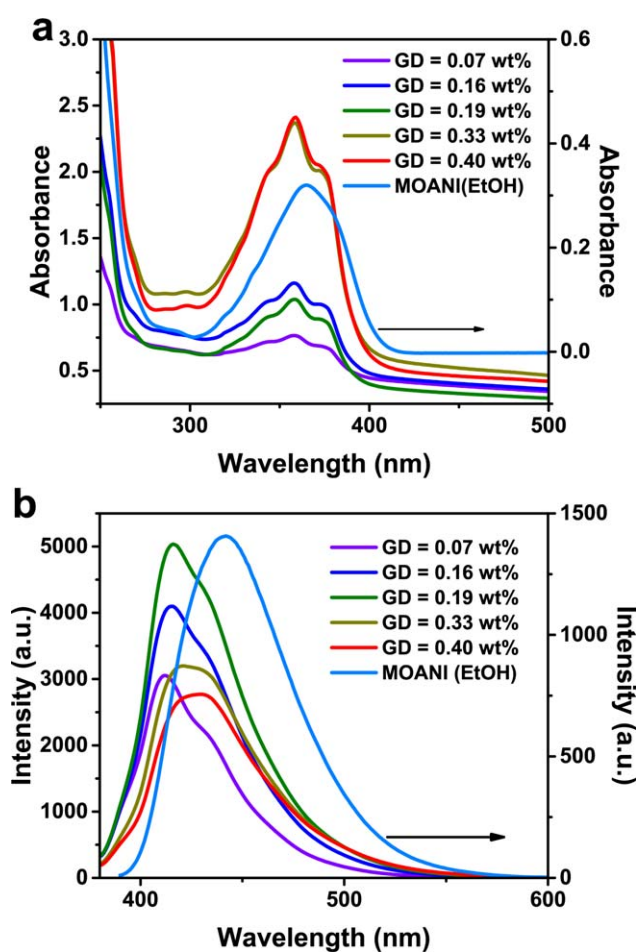 a
3.0
2.5
2.0
1.5
1.0
0.5
Absorbance
GD = 0.07 wt%
GD = 0.16 wt%
GD = 0.19 wt%
GD = 0.33 wt%
GD = 0.40 wt%
MOANI(EtOH)
0.6
0.4
0.2
0.0
Absorbance
300
400
500
Wavelength (nm)
b
5000
4000
3000
2000
1000
0
Intensity (a.u.)
GD = 0.07 wt%
GD = 0.16 wt%
GD = 0.19 wt%
GD = 0.33 wt%
GD = 0.40 wt%
MOANI (EtOH)
1500
1000
500
0
Intensity (a.u.)
400
500
600
Wavelength (nm)